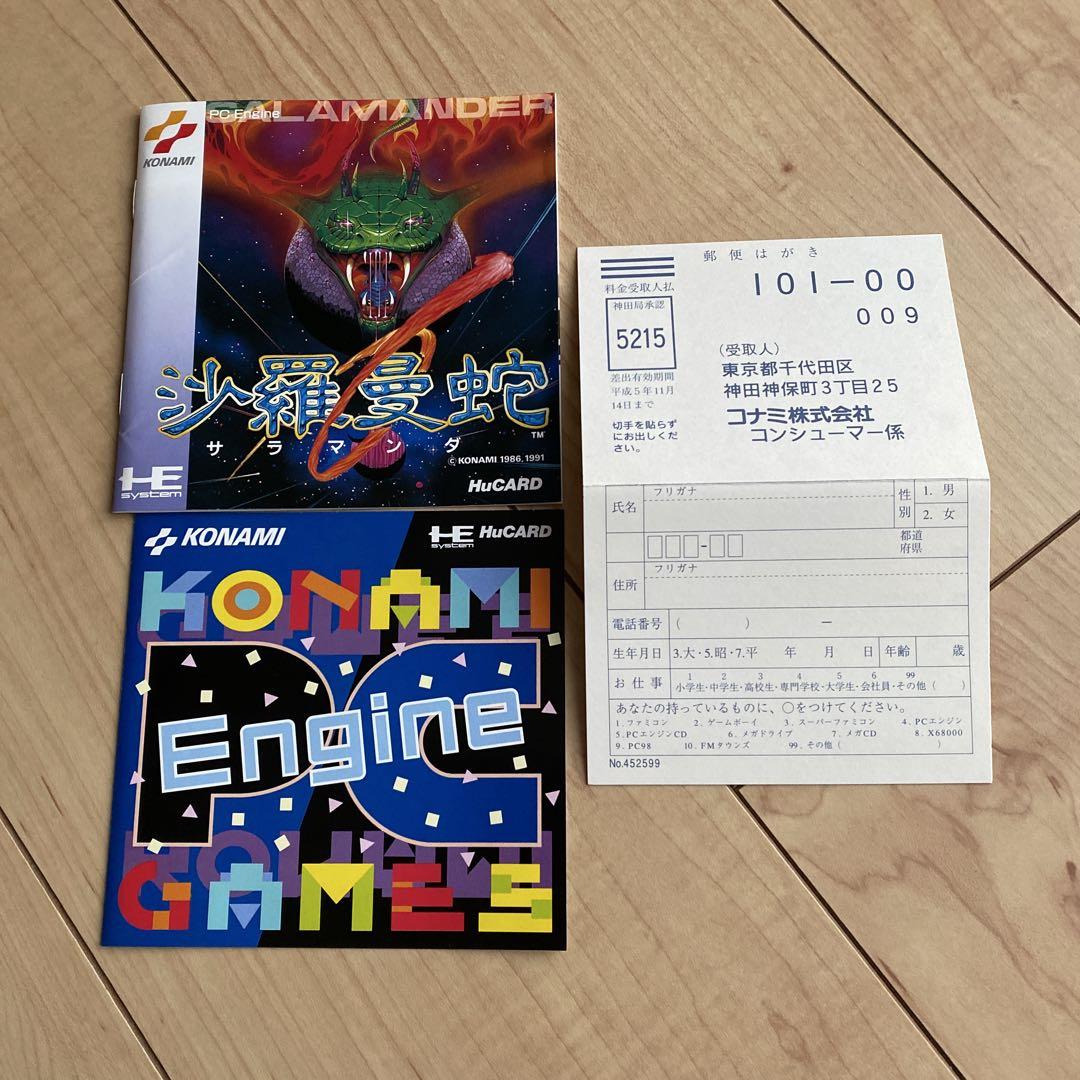 SALAMANDER
PC Engine
KONAMI
沙羅曼蛇
サラマンダ
TM
© KONAMI 1986, 1991
HE
system
HuCARD
KONAMI
HE
system
HuCARD
KONAMI
PC
Engine
GAMES
郵便はがき
料金受取人払
101-00
009
神田局承認
5215
差出有効期間
平成5年11月
14日まで
切手を貼らず
にお出しくだ
さい。
(受取人)
東京都千代田区
神田神保町3丁目25
コナミ株式会社
コンシューマー係
氏名
フリガナ
性別
1. 男
2. 女
□□□-□□
都道
府県
住所
フリガナ
電話番号 ( ) ー
生年月日 3.大・5.昭・7.平 年 月 日 年齢 歳
お仕事
1 2 3 4 5 6 99
小学生・中学生・高校生・専門学校・大学生・会社員・その他( )
あなたの持っているものに、○をつけてください。
1.ファミコン 2.ゲームボーイ 3.スーパーファミコン 4.PCエンジン
5.PCエンジンCD 6.メガドライブ 7.メガCD 8.X68000
9.PC98 10.FMタウンズ 99.その他( )
No.452599